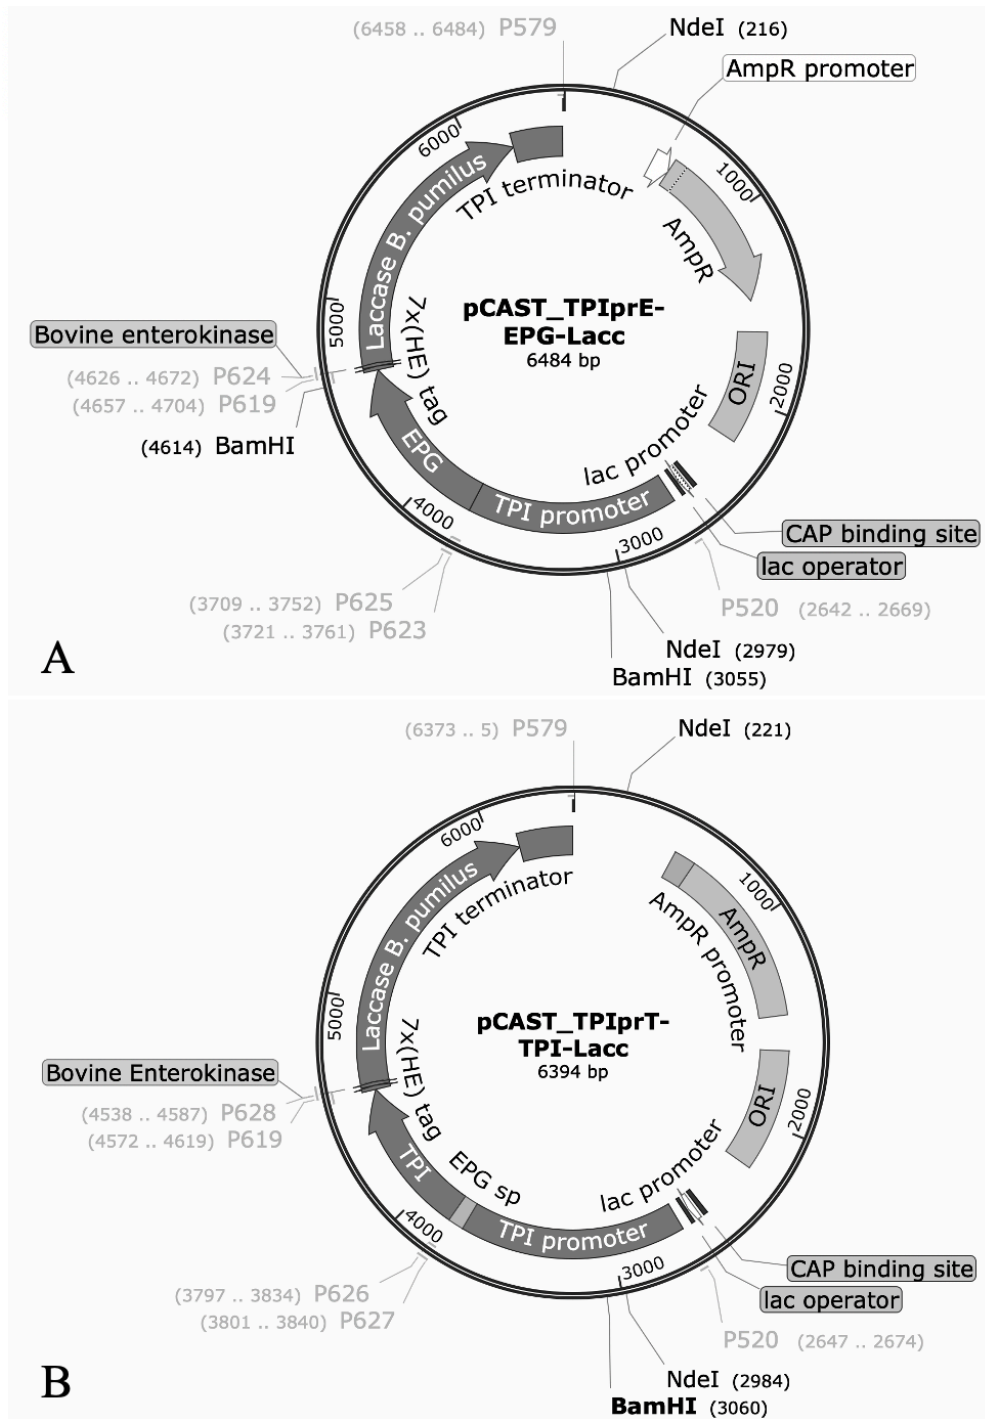 (6458 .. 6484) P579
NdeI (216)
AmpR promoter
6000
1000
TPI terminator
Laccase B. pumilus
AmpR
pCAST_TPIprE-
EPG-Lacc
6484 bp
5000
7x(HE) tag
Bovine enterokinase
(4626 .. 4672) P624
(4657 .. 4704) P619
(4614) BamHI
ORI
2000
EPG
lac promoter
TPI promoter
4000
3000
CAP binding site
lac operator
(3709 .. 3752) P625
(3721 .. 3761) P623
P520 (2642 .. 2669)
NdeI (2979)
BamHI (3055)
A
(6373 .. 5) P579
NdeI (221)
6000
1000
TPI terminator
Laccase B. pumilus
AmpR
AmpR promoter
pCAST_TPIprT-
TPI-Lacc
6394 bp
5000
7x(HE) tag
Bovine Enterokinase
(4538 .. 4587) P628
(4572 .. 4619) P619
ORI
2000
TPI
EPG sp
lac promoter
TPI promoter
4000
3000
CAP binding site
lac operator
(3797 .. 3834) P626
(3801 .. 3840) P627
P520 (2647 .. 2674)
NdeI (2984)
BamHI (3060)
B